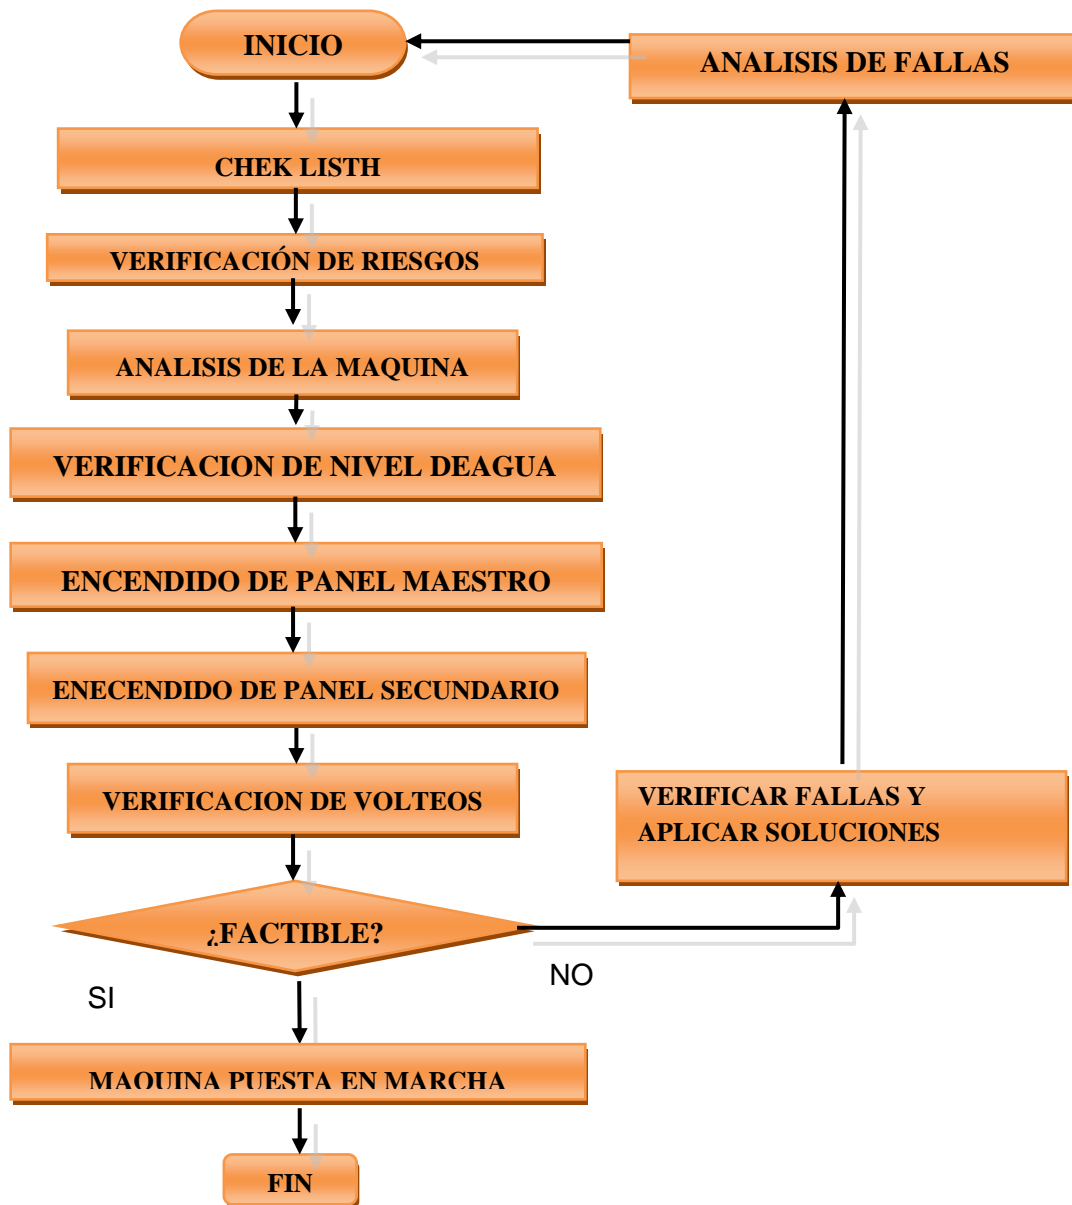 INICIO
ANALISIS DE FALLAS
CHEK LISTH
VERIFICACIÓN DE RIESGOS
ANALISIS DE LA MAQUINA
VERIFICACION DE NIVEL DEAGUA
ENCENDIDO DE PANEL MAESTRO
ENECENDIDO DE PANEL SECUNDARIO
VERIFICACION DE VOLTEOS
VERIFICAR FALLAS Y
APLICAR SOLUCIONES
¿FACTIBLE?
NO
SI
MAQUINA PUESTA EN MARCHA
FIN